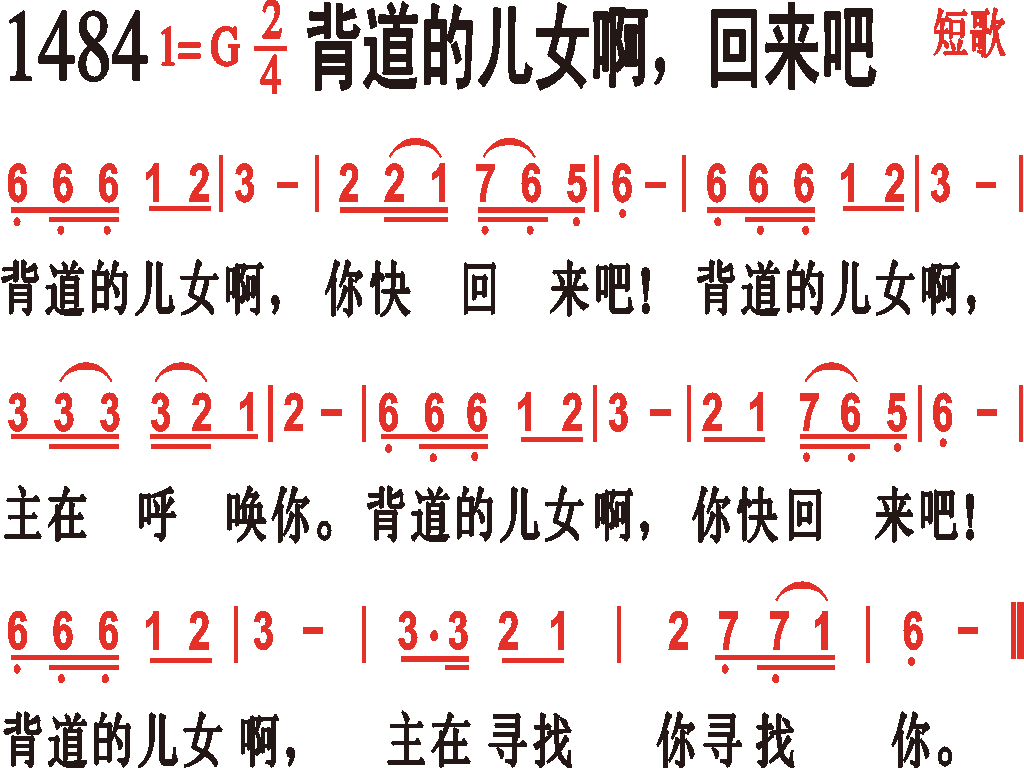 1484 1=G 2/4 背道的儿女啊，回来吧 短歌
6 6 6 1 2 | 3 – | 2 2 1 7 6 5 | 6 – | 6 6 6 1 2 | 3 – |
背道的儿女啊，你快 回 来吧！背道的儿女啊，
3 3 3 3 2 1 | 2 – | 6 6 6 1 2 | 3 – | 2 1 7 6 5 | 6 – |
主在 呼 唤你。背道的儿女啊，你快回 来吧！
6 6 6 1 2 | 3 – | 3·3 2 1 | 2 7 7 1 | 6 – ‖
背道的儿女啊， 主在寻找 你寻找 你。